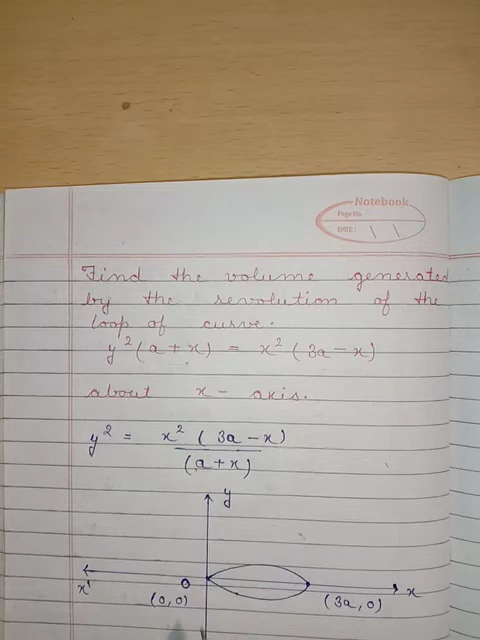 Notebook
Page No.
DATE: \ \
Find the volume generated
by the revolution of the
loop of curve.
y²(a+x) = x²(3a-x)
about x-axis.
y² = x²(3a-x)
(a+x)
y
x' O x
(0,0) (3a,0)